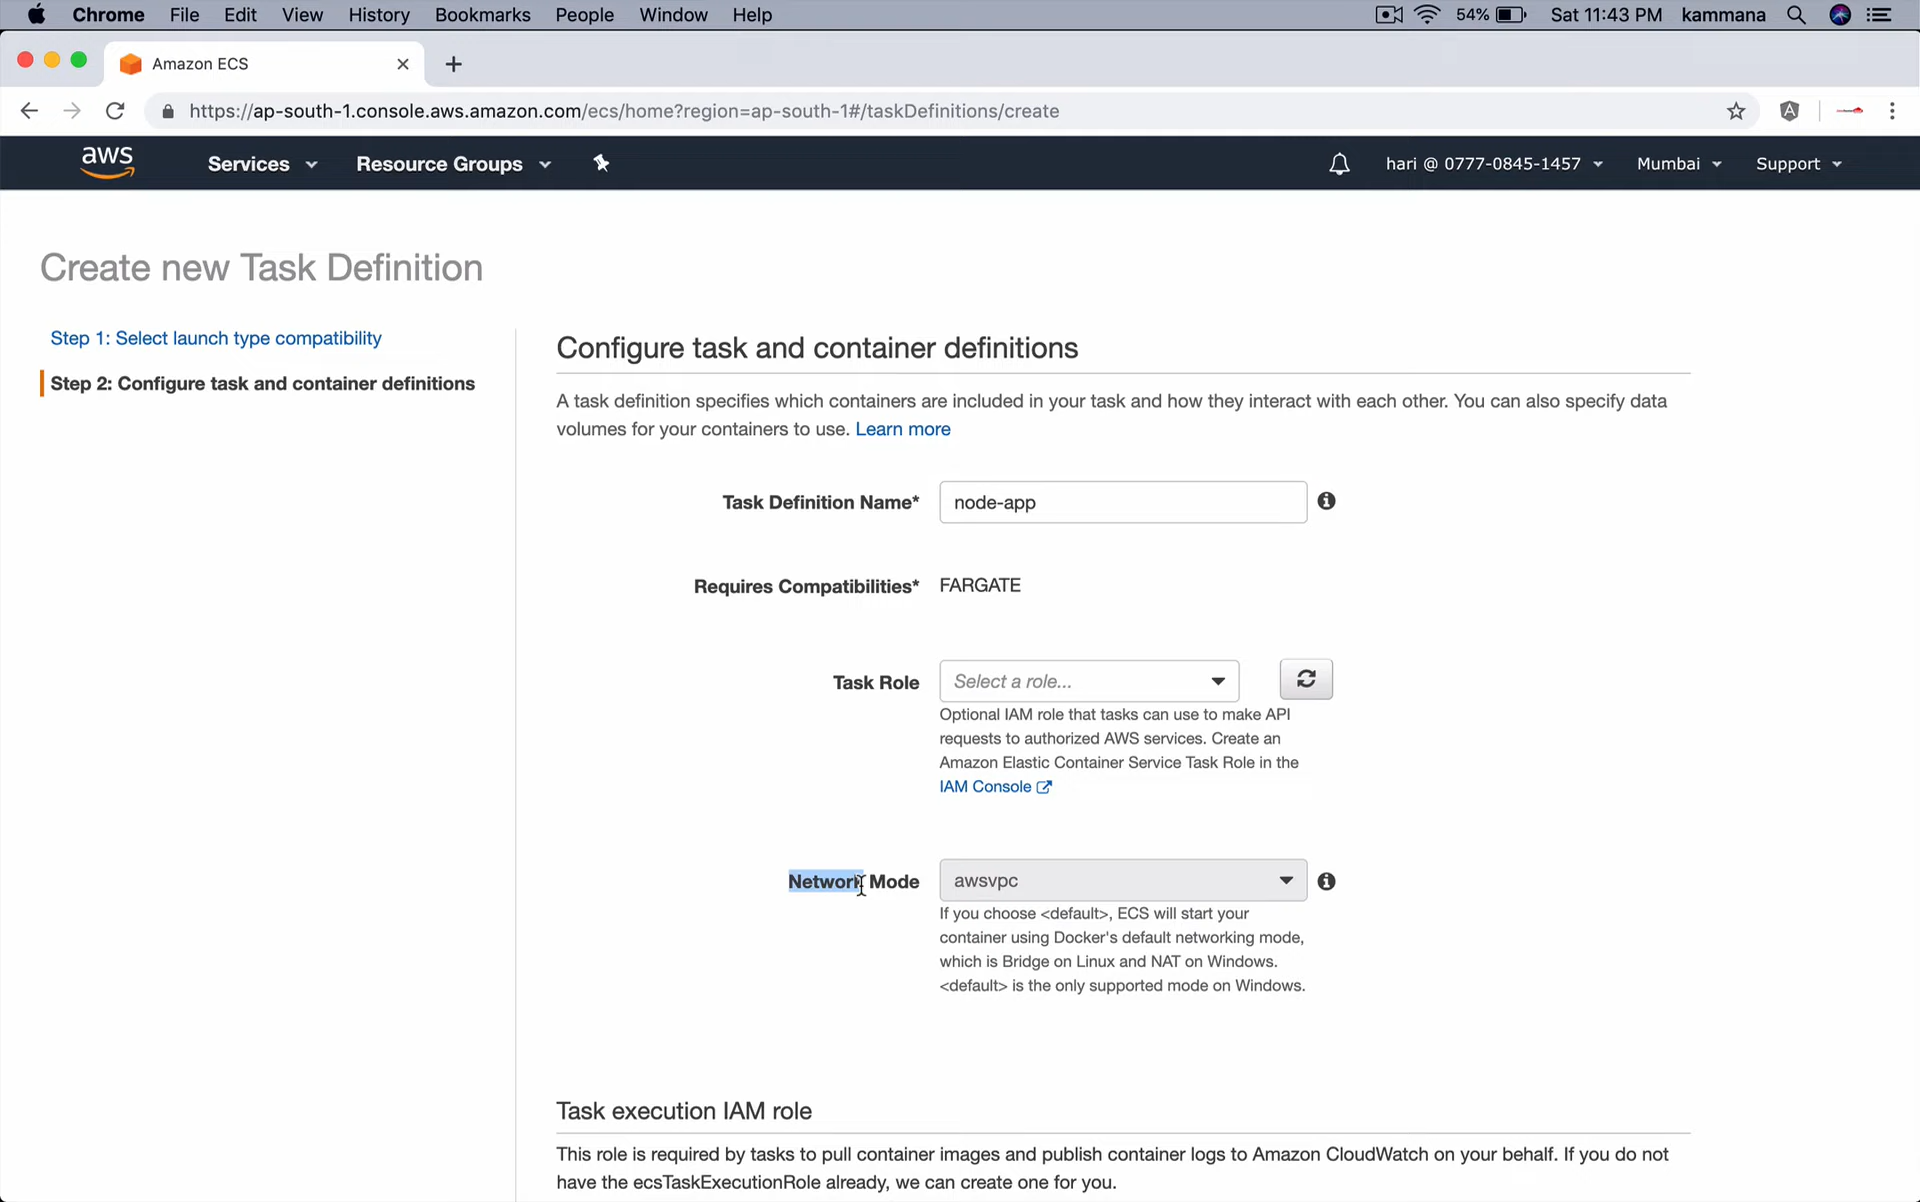 Chrome File Edit View History Bookmarks People Window Help 54% Sat 11:43 PM kammana
Amazon ECS
https://ap-south-1.console.aws.amazon.com/ecs/home?region=ap-south-1#/taskDefinitions/create
aws Services Resource Groups hari @ 0777-0845-1457 Mumbai Support
Create new Task Definition
Step 1: Select launch type compatibility
Step 2: Configure task and container definitions
Configure task and container definitions
A task definition specifies which containers are included in your task and how they interact with each other. You can also specify data
volumes for your containers to use. Learn more
Task Definition Name* node-app
Requires Compatibilities* FARGATE
Task Role Select a role...
Optional IAM role that tasks can use to make API
requests to authorized AWS services. Create an
Amazon Elastic Container Service Task Role in the
IAM Console
Network Mode awsvpc
If you choose <default>, ECS will start your
container using Docker's default networking mode,
which is Bridge on Linux and NAT on Windows.
<default> is the only supported mode on Windows.
Task execution IAM role
This role is required by tasks to pull container images and publish container logs to Amazon CloudWatch on your behalf. If you do not
have the ecsTaskExecutionRole already, we can create one for you.